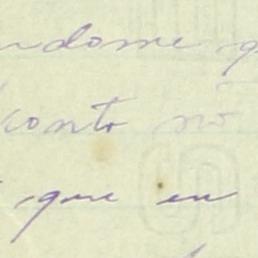 ndome q
conto no
que en